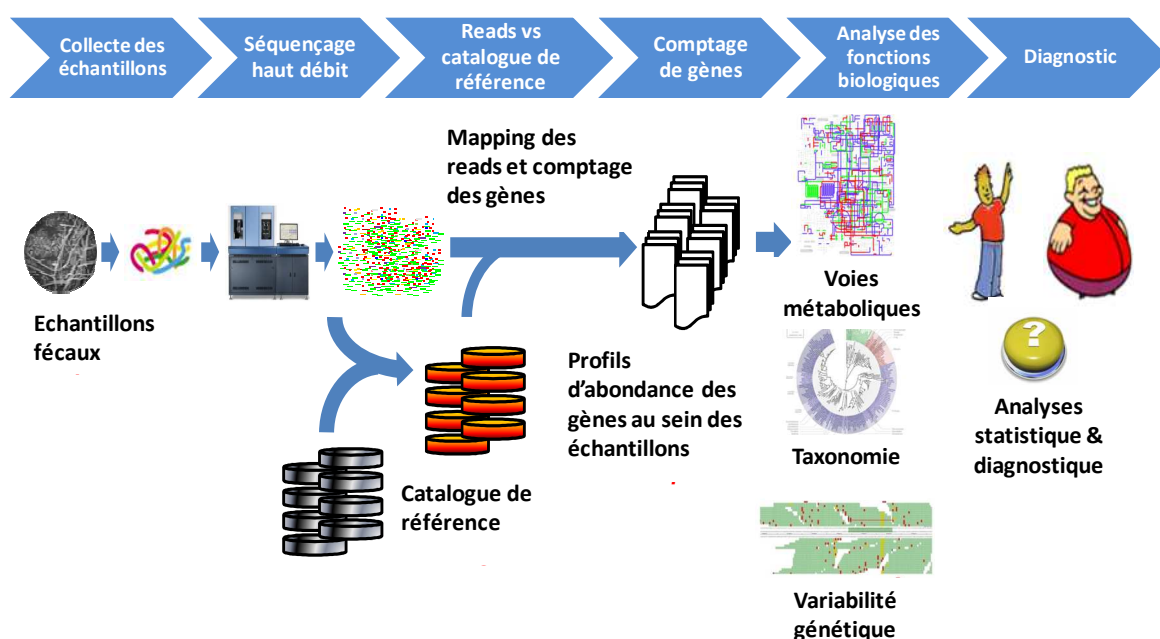 Collecte des
échantillons
Séquençage
haut débit
Reads vs
catalogue de
référence
Comptage
de gènes
Analyse des
fonctions
biologiques
Diagnostic
Mapping des
reads et comptage
des gènes
Echantillons
fécaux
Catalogue de
référence
Profils
d’abondance des
gènes au sein des
échantillons
Voies
métaboliques
Taxonomie
Variabilité
génétique
?
Analyses
statistique &
diagnostique